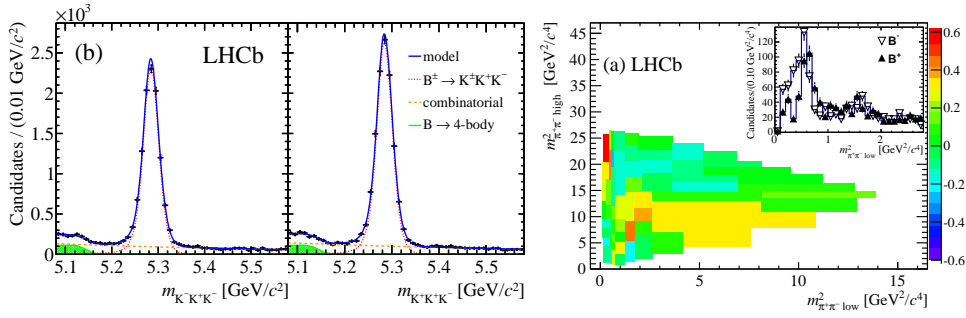 ×10³
(b)
LHCb
model
B± → K±K⁺K⁻
combinatorial
B → 4-body
Candidates / (0.01 GeV/c²)
2.5
2
1.5
1
0.5
0
5.1 5.2 5.3 5.4 5.5
5.1 5.2 5.3 5.4 5.5
m K⁻K⁺K⁻ [GeV/c²]
m K⁺K⁺K⁻ [GeV/c²]
(a) LHCb
m² π⁺π⁻ high [GeV²/c⁴]
45
40
35
30
25
20
15
10
5
0
0 5 10 15
m² π⁺π⁻ low [GeV²/c⁴]
Candidates/(0.10 GeV²/c⁴)
120
100
80
60
40
20
0
0 1 2
m² π⁺π⁻ low [GeV²/c⁴]
B⁻
B⁺
0.6
0.4
0.2
0
-0.2
-0.4
-0.6